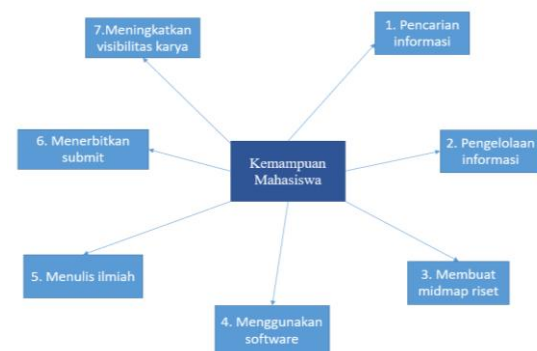 7.Meningkatkan
visibilitas karya
1. Pencarian
informasi
6. Menerbitkan
submit
Kemampuan
Mahasiswa
2. Pengelolaan
informasi
5. Menulis ilmiah
3. Membuat
midmap riset
4. Menggunakan
software